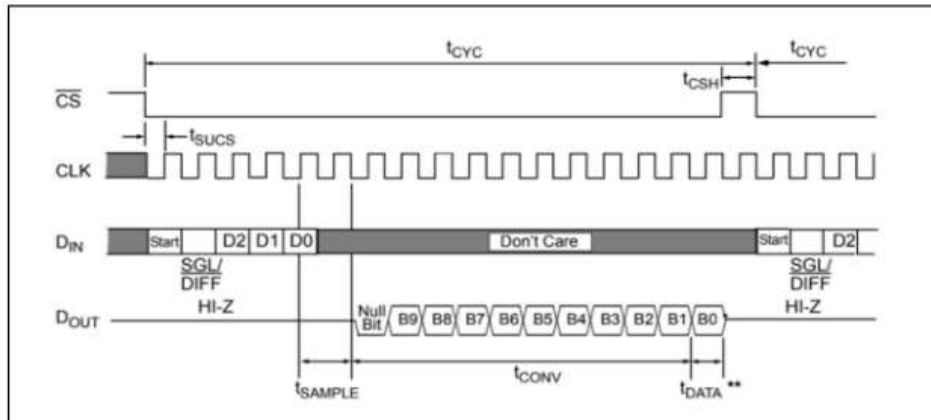 tCYC
tCYC
tCSH
CS
tSUCS
CLK
DIN
Start
D2
D1
D0
Don't Care
Start
D2
SGL/
DIFF
SGL/
DIFF
HI-Z
HI-Z
DOUT
Null
Bit
B9
B8
B7
B6
B5
B4
B3
B2
B1
B0
tSAMPLE
tCONV
tDATA **